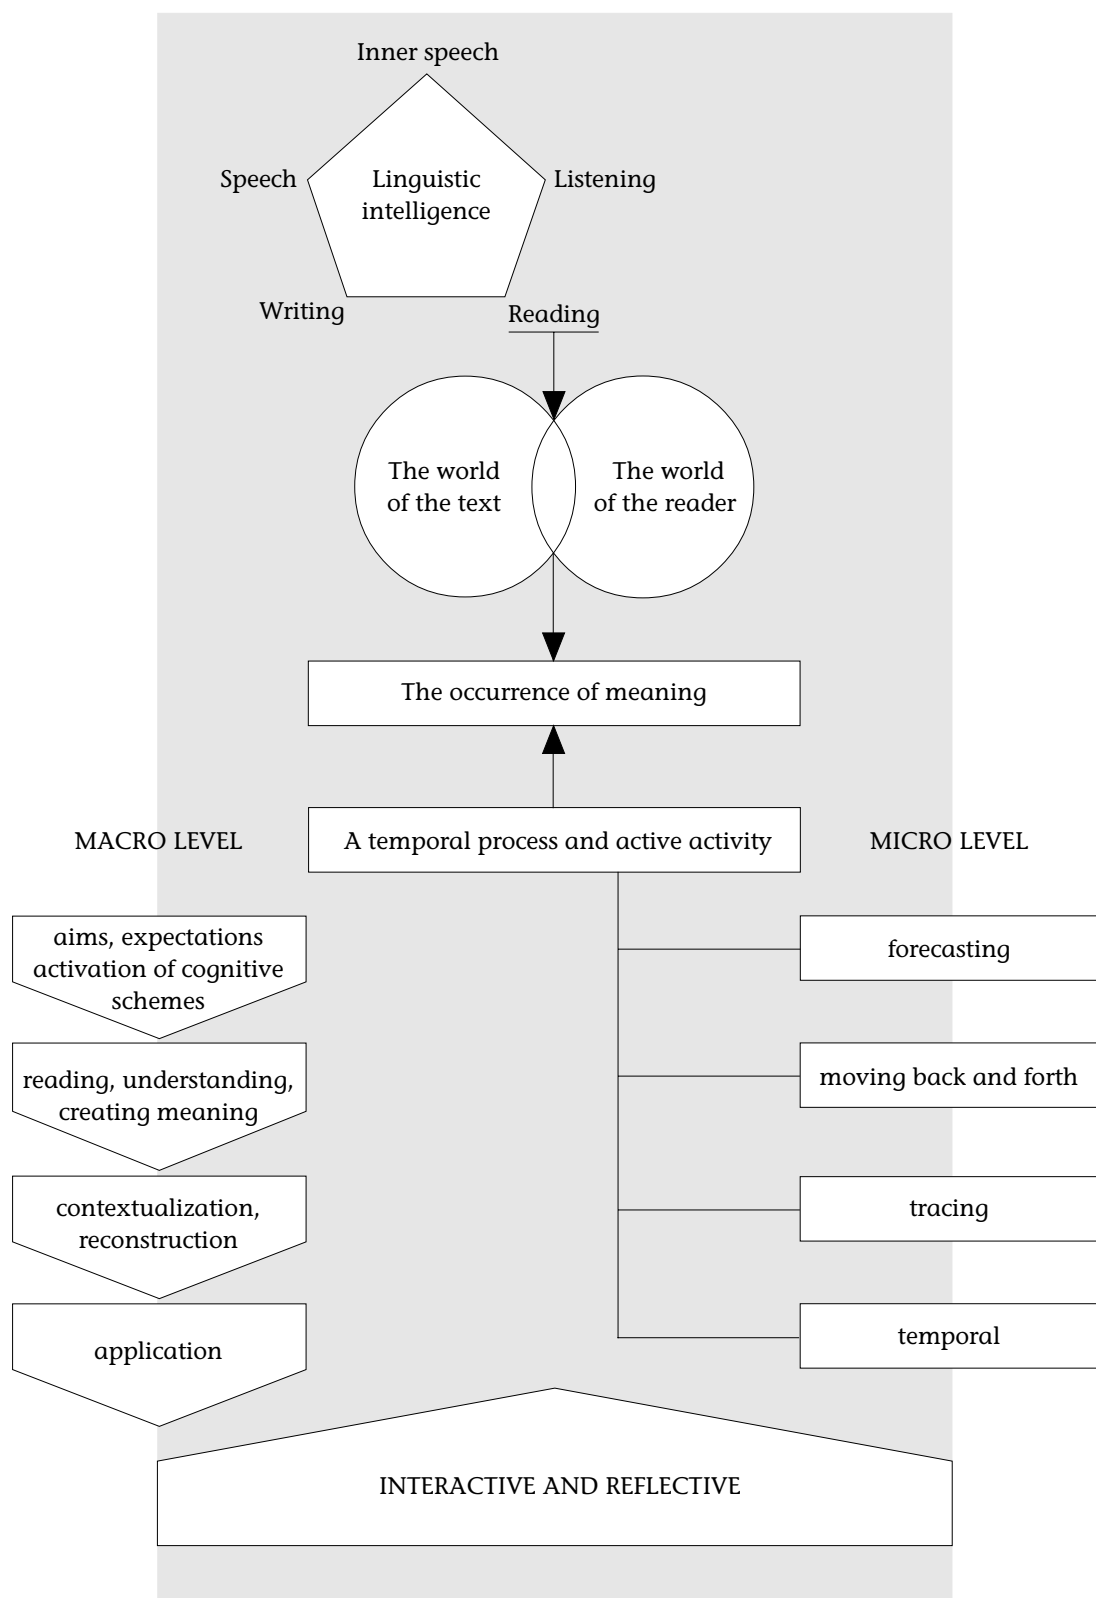 Inner speech
Speech
Linguistic
intelligence
Listening
Writing
Reading
The world
of the text
The world
of the reader
The occurrence of meaning
A temporal process and active activity
MACRO LEVEL
MICRO LEVEL
aims, expectations
activation of cognitive
schemes
forecasting
reading, understanding,
creating meaning
moving back and forth
contextualization,
reconstruction
tracing
application
temporal
INTERACTIVE AND REFLECTIVE